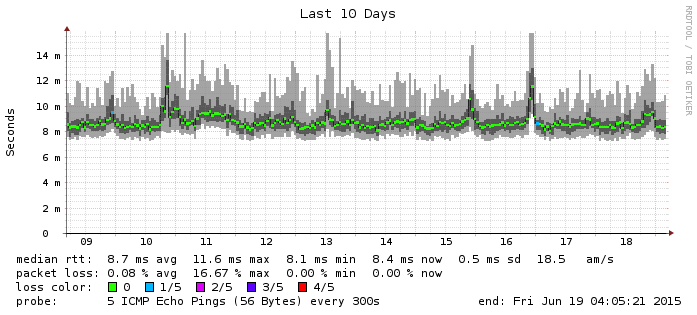 Last 10 Days
RRDTOOL / TOBI OETIKER
Seconds
14 m
12 m
10 m
8 m
6 m
4 m
2 m
0
09 10 11 12 13 14 15 16 17 18
median rtt: 8.7 ms avg 11.6 ms max 8.1 ms min 8.4 ms now 0.5 ms sd 18.5 am/s
packet loss: 0.08 % avg 16.67 % max 0.00 % min 0.00 % now
loss color: 0 1/5 2/5 3/5 4/5
probe: 5 ICMP Echo Pings (56 Bytes) every 300s end: Fri Jun 19 04:05:21 2015